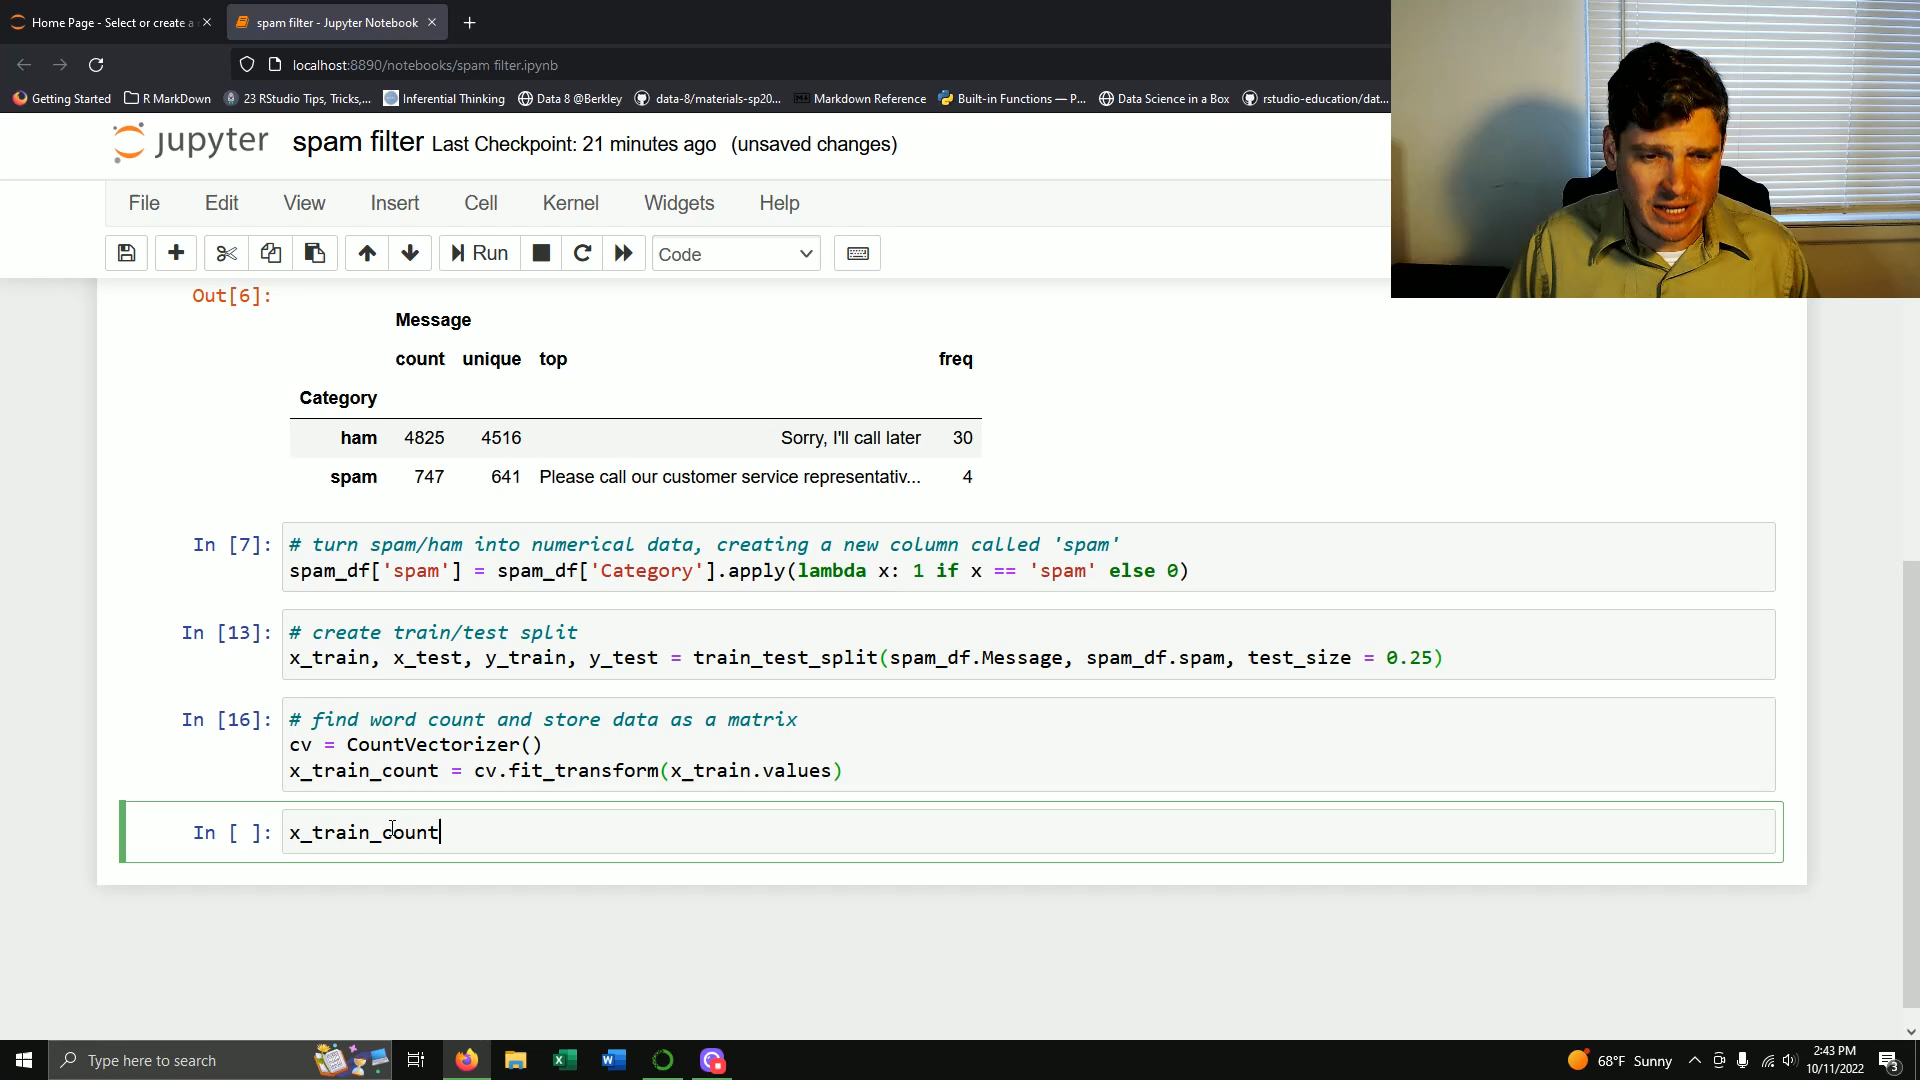 Home Page - Select or create a
spam filter - Jupyter Notebook
localhost:8890/notebooks/spam filter.ipynb
Getting Started
R MarkDown
23 RStudio Tips, Tricks,...
Inferential Thinking
Data 8 @Berkley
data-8/materials-sp20...
Markdown Reference
Built-in Functions — P...
Data Science in a Box
rstudio-education/dat...
jupyter
spam filter Last Checkpoint: 21 minutes ago (unsaved changes)
File Edit View Insert Cell Kernel Widgets Help
Run
Code
Out[6]:
Message
count unique top freq
Category
ham 4825 4516 Sorry, I'll call later 30
spam 747 641 Please call our customer service representativ... 4
In [7]: # turn spam/ham into numerical data, creating a new column called 'spam'
spam_df['spam'] = spam_df['Category'].apply(lambda x: 1 if x == 'spam' else 0)
In [13]: # create train/test split
x_train, x_test, y_train, y_test = train_test_split(spam_df.Message, spam_df.spam, test_size = 0.25)
In [16]: # find word count and store data as a matrix
cv = CountVectorizer()
x_train_count = cv.fit_transform(x_train.values)
In [ ]: x_train_count
Type here to search
68°F Sunny
2:43 PM
10/11/2022
3